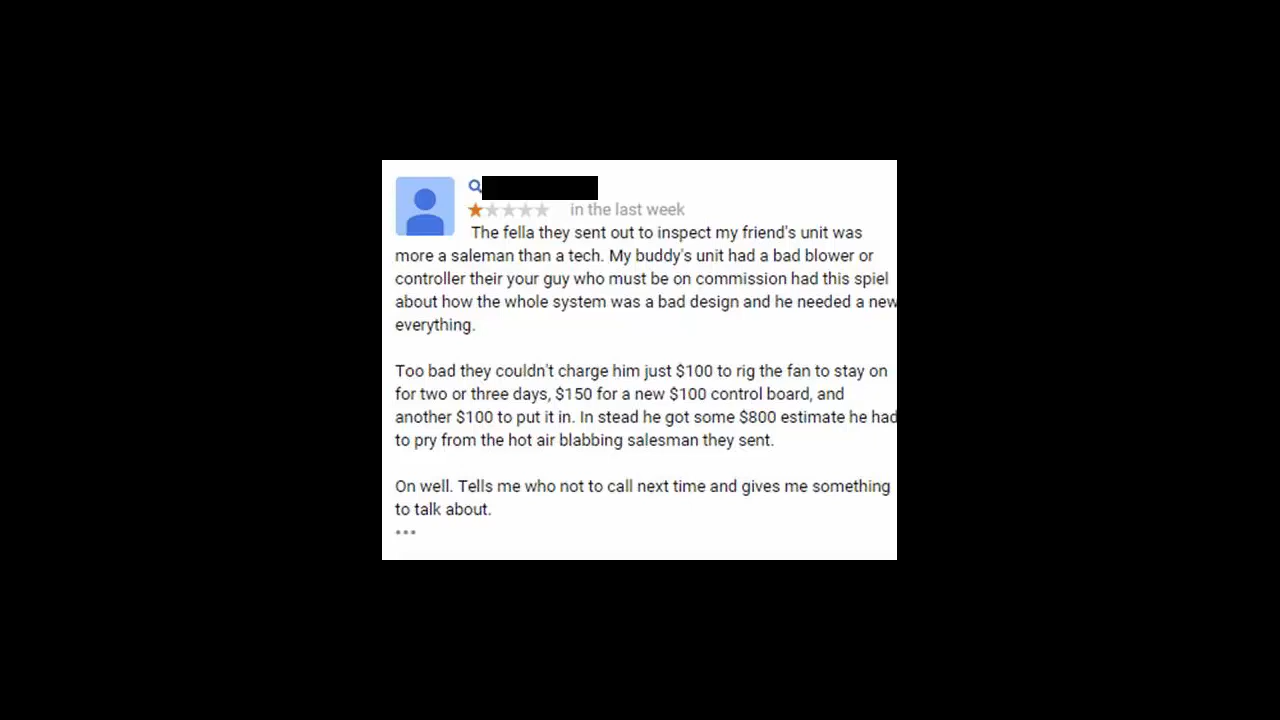 in the last week
The fella they sent out to inspect my friend's unit was
more a saleman than a tech. My buddy's unit had a bad blower or
controller their your guy who must be on commission had this spiel
about how the whole system was a bad design and he needed a new
everything.
Too bad they couldn't charge him just $100 to rig the fan to stay on
for two or three days, $150 for a new $100 control board, and
another $100 to put it in. In stead he got some $800 estimate he had
to pry from the hot air blabbing salesman they sent.
On well. Tells me who not to call next time and gives me something
to talk about.